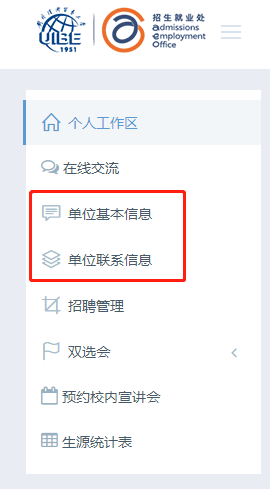 UIBE
1951
招生就业处
admissions
employment
Office
个人工作区
在线交流
单位基本信息
单位联系信息
招聘管理
双选会
预约校内宣讲会
生源统计表